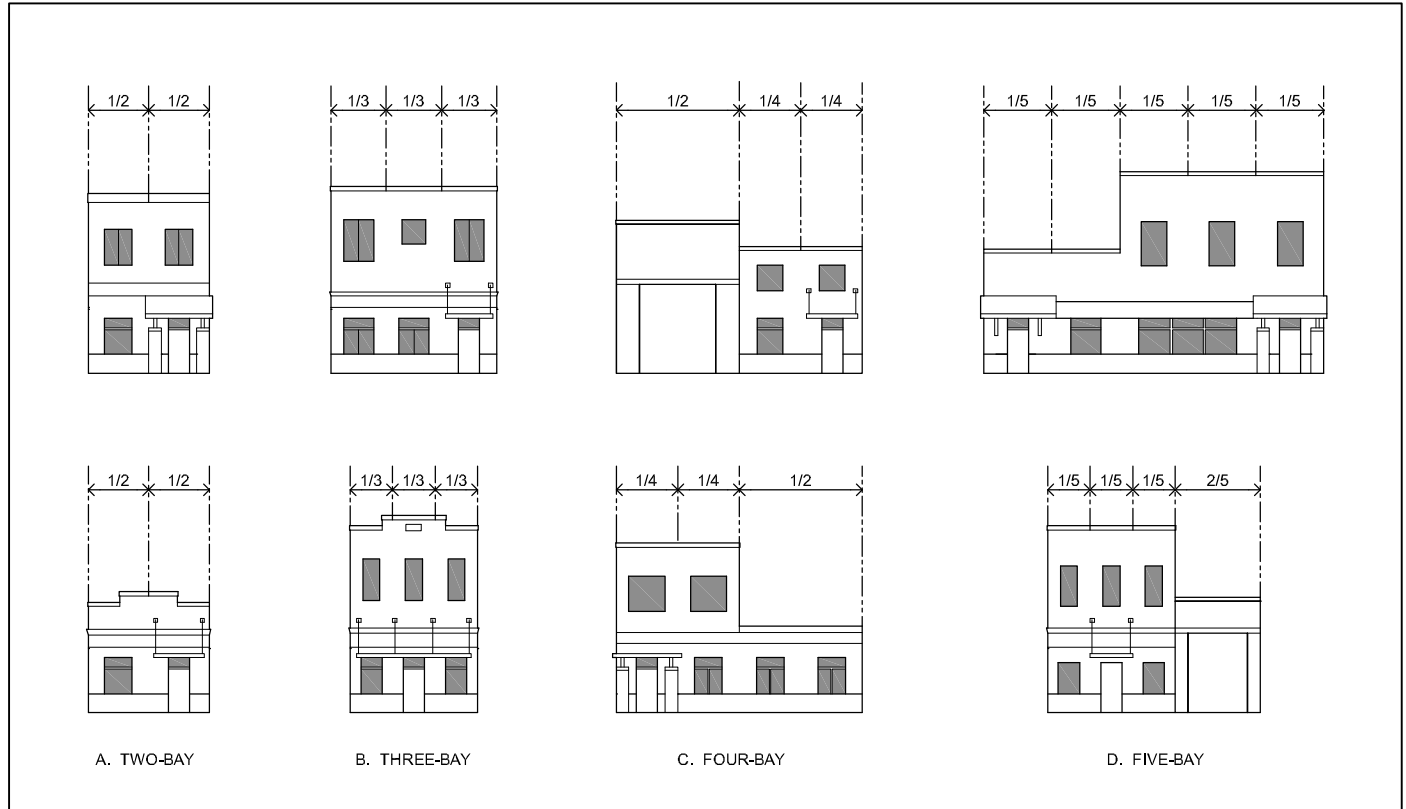 1/2 1/2 1/3 1/3 1/3 1/2 1/4 1/4 1/5 1/5 1/5 1/5 1/5
1/2 1/2 1/3 1/3 1/3 1/4 1/4 1/2 1/5 1/5 1/5 2/5
A. TWO-BAY B. THREE-BAY C. FOUR-BAY D. FIVE-BAY